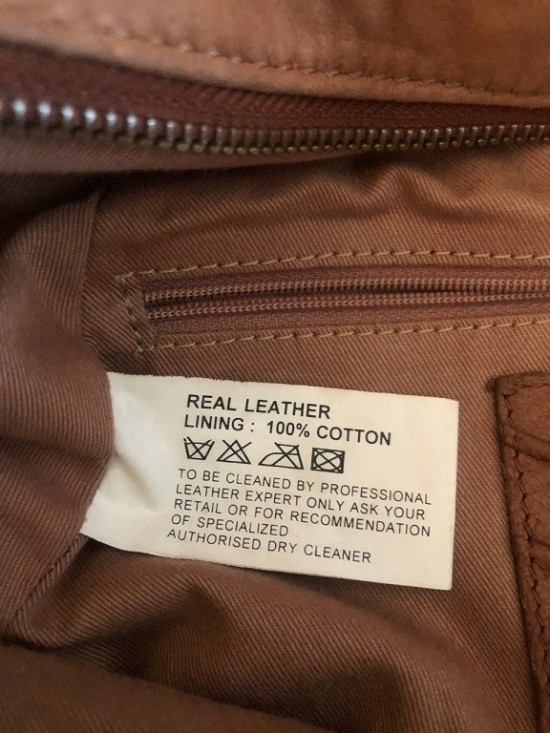 REAL LEATHER
LINING : 100% COTTON
TO BE CLEANED BY PROFESSIONAL
LEATHER EXPERT ONLY ASK YOUR
RETAIL OR FOR RECOMMENDATION
OF SPECIALIZED
AUTHORISED DRY CLEANER